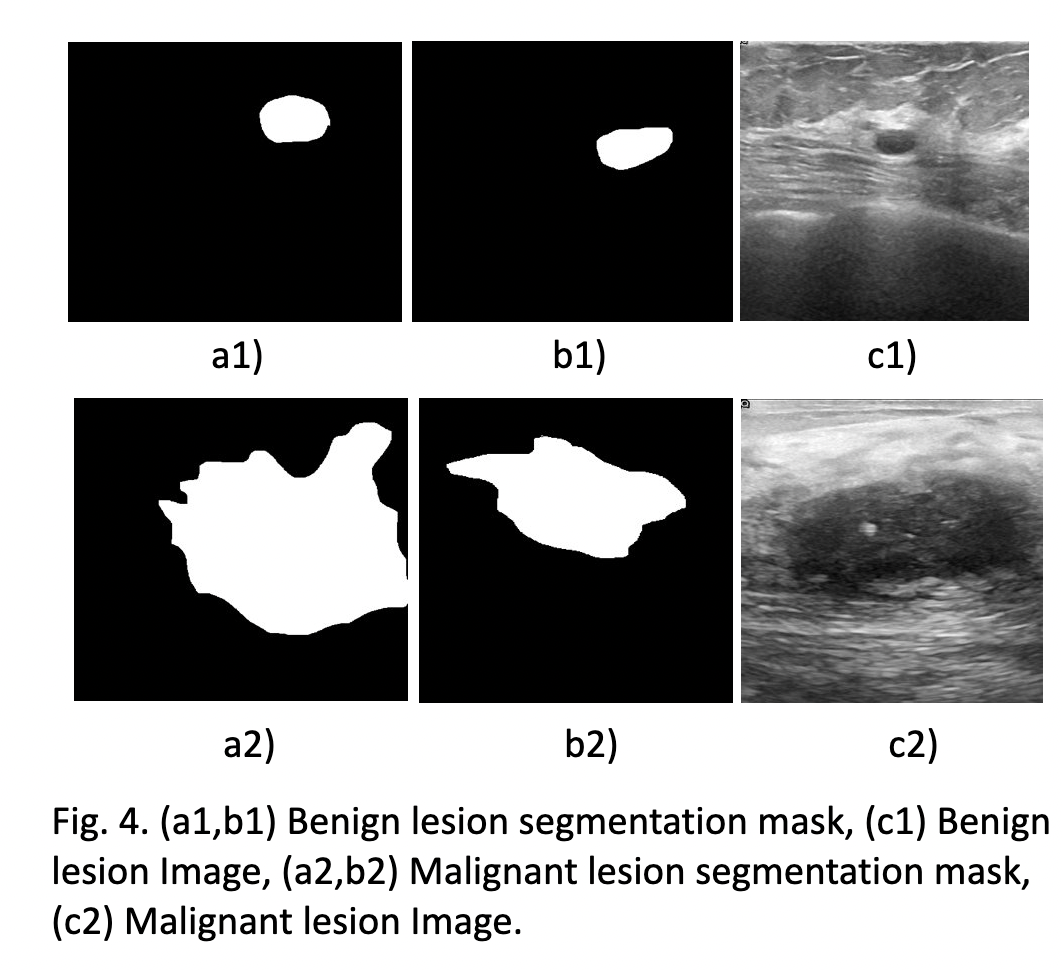 a1) b1) c1)
a2) b2) c2)
Fig. 4. (a1,b1) Benign lesion segmentation mask, (c1) Benign
lesion Image, (a2,b2) Malignant lesion segmentation mask,
(c2) Malignant lesion Image.